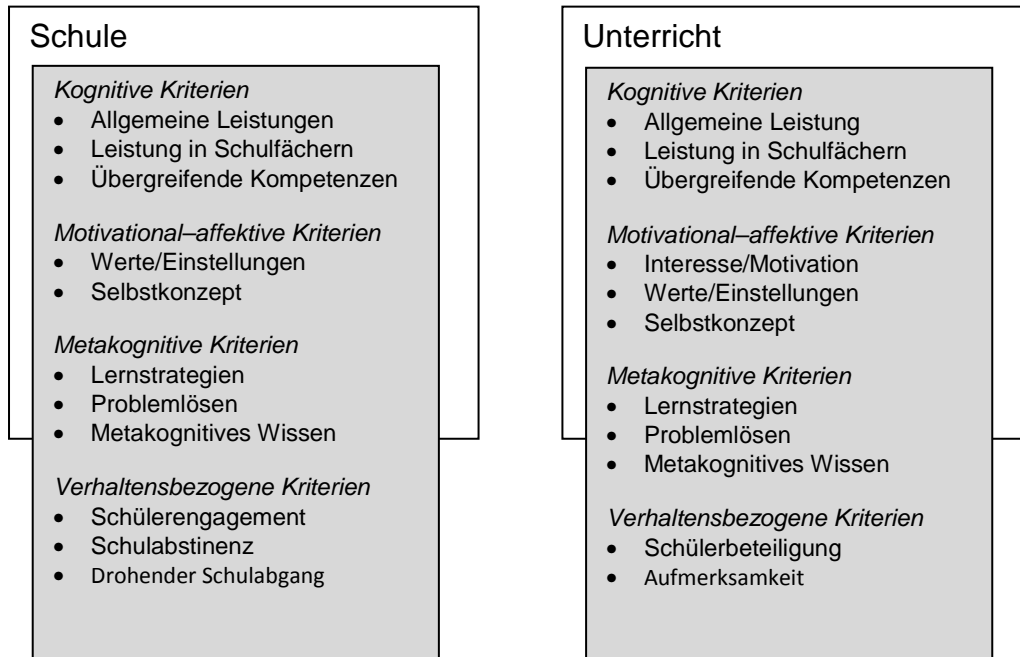 Schule
Kognitive Kriterien
• Allgemeine Leistungen
• Leistung in Schulfächern
• Übergreifende Kompetenzen
Motivational–affektive Kriterien
• Werte/Einstellungen
• Selbstkonzept
Metakognitive Kriterien
• Lernstrategien
• Problemlösen
• Metakognitives Wissen
Verhaltensbezogene Kriterien
• Schülerengagement
• Schulabstinenz
• Drohender Schulabgang
Unterricht
Kognitive Kriterien
• Allgemeine Leistung
• Leistung in Schulfächern
• Übergreifende Kompetenzen
Motivational–affektive Kriterien
• Interesse/Motivation
• Werte/Einstellungen
• Selbstkonzept
Metakognitive Kriterien
• Lernstrategien
• Problemlösen
• Metakognitives Wissen
Verhaltensbezogene Kriterien
• Schülerbeteiligung
• Aufmerksamkeit